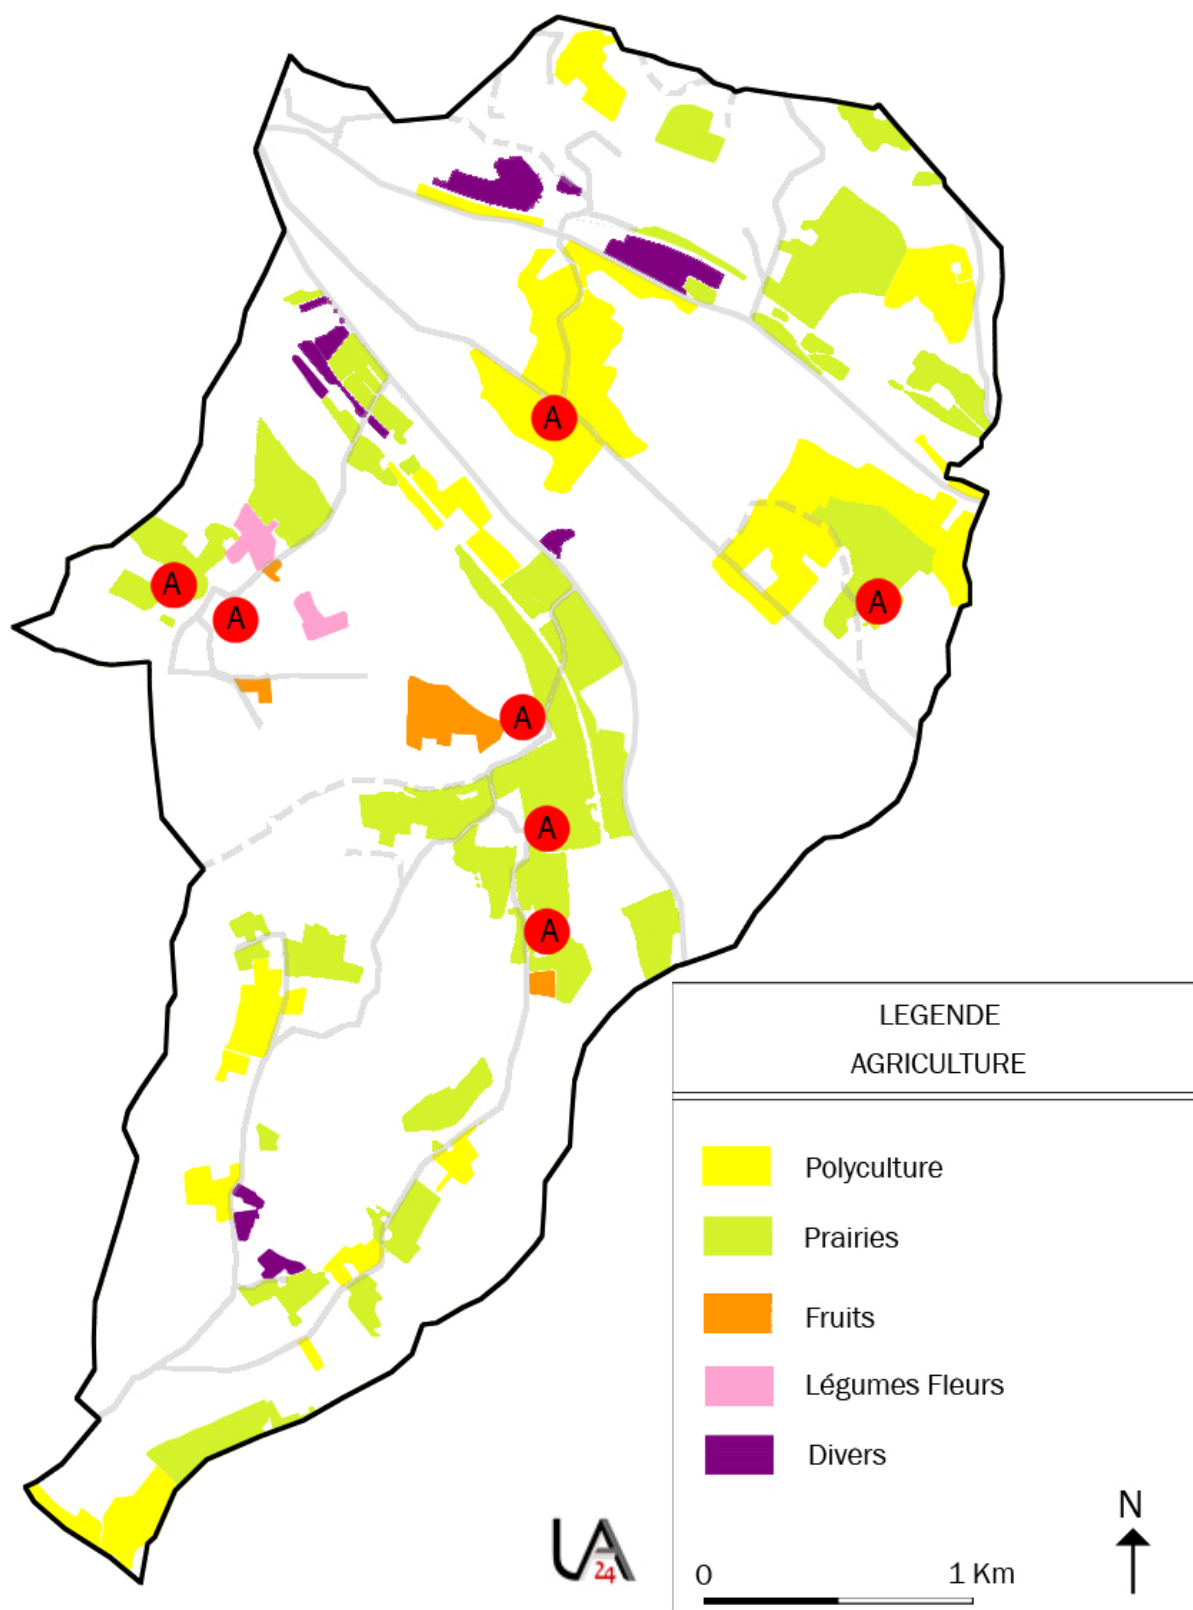 A
A
A
A
A
A
A
LEGENDE
AGRICULTURE
Polyculture
Prairies
Fruits
Légumes Fleurs
Divers
N
0 1 Km
UA
24